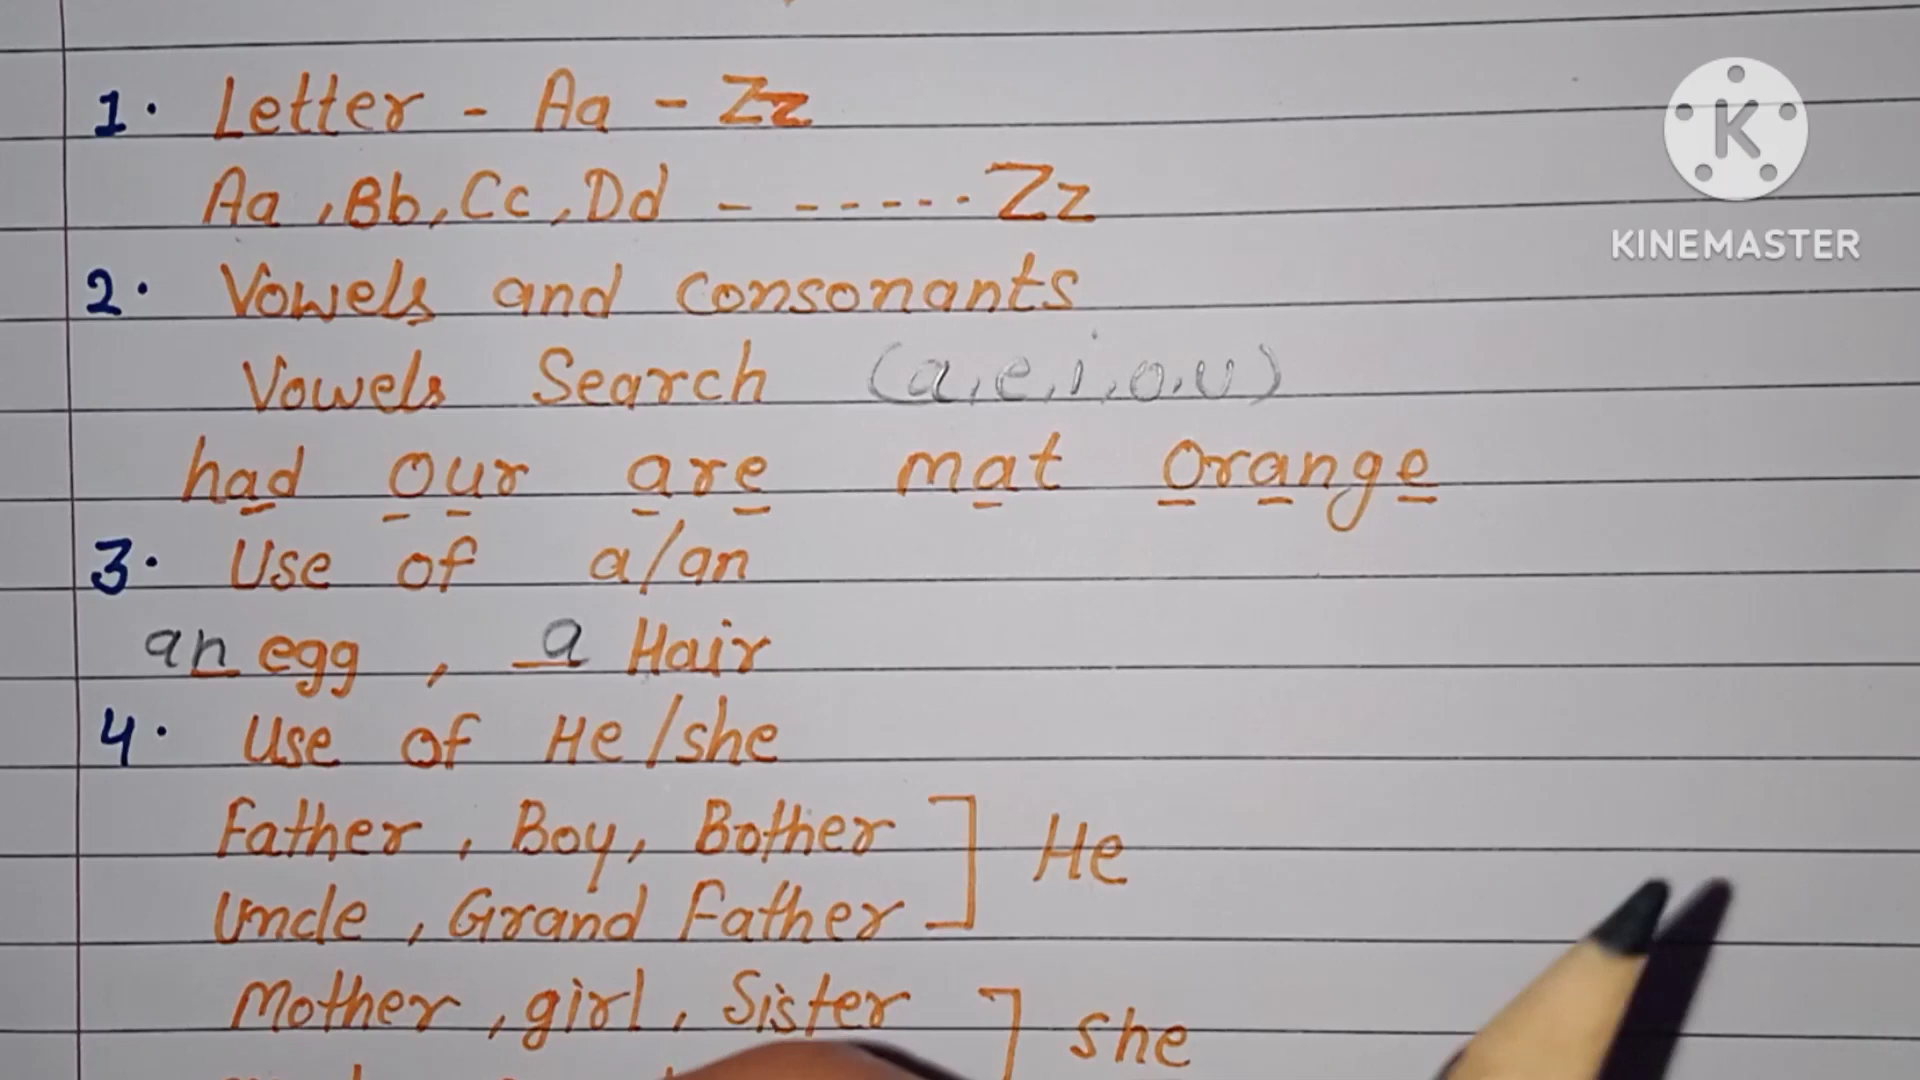 1. Letter - Aa - Zz
Aa, Bb, Cc, Dd - - - - - - ... Zz
K
KINEMASTER
2. Vowels and consonants
Vowels Search (a, e, i, o, u)
had our are mat orange
3. Use of a/an
an egg, a Hair
4. Use of He/she
Father, Boy, Bother
Uncle, Grand Father ] He
Mother, girl, Sister ] she